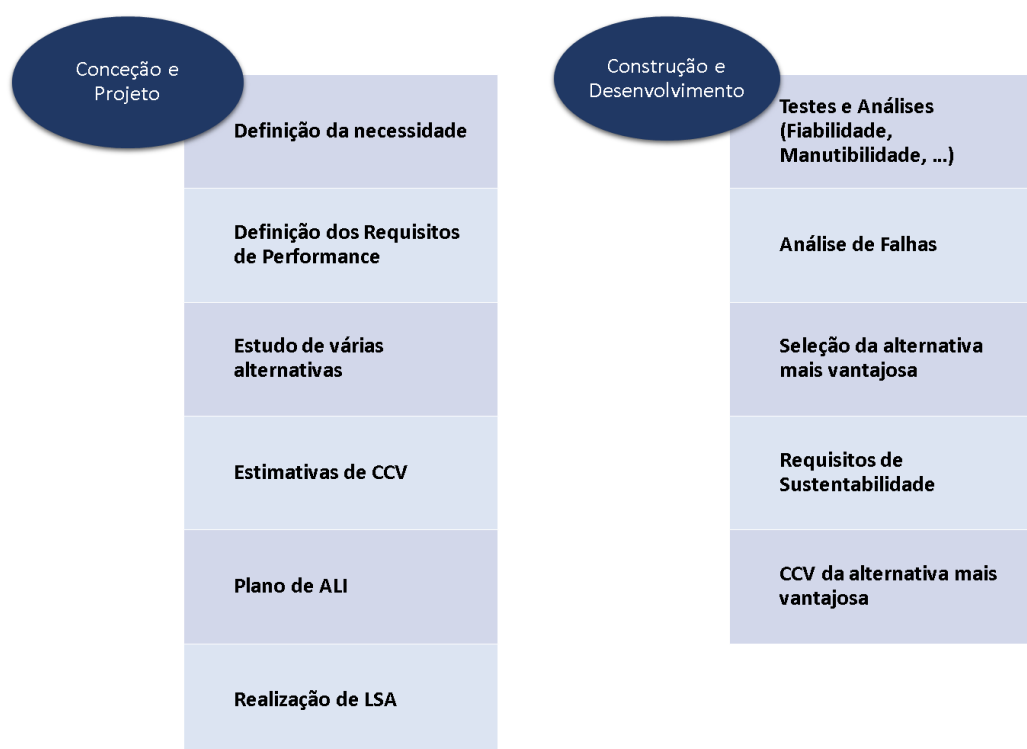 Conceção e
Projeto
Definição da necessidade
Definição dos Requisitos
de Performance
Estudo de várias
alternativas
Estimativas de CCV
Plano de ALI
Realização de LSA
Construção e
Desenvolvimento
Testes e Análises
(Fiabilidade,
Manutibilidade, ...)
Análise de Falhas
Seleção da alternativa
mais vantajosa
Requisitos de
Sustentabilidade
CCV da alternativa mais
vantajosa